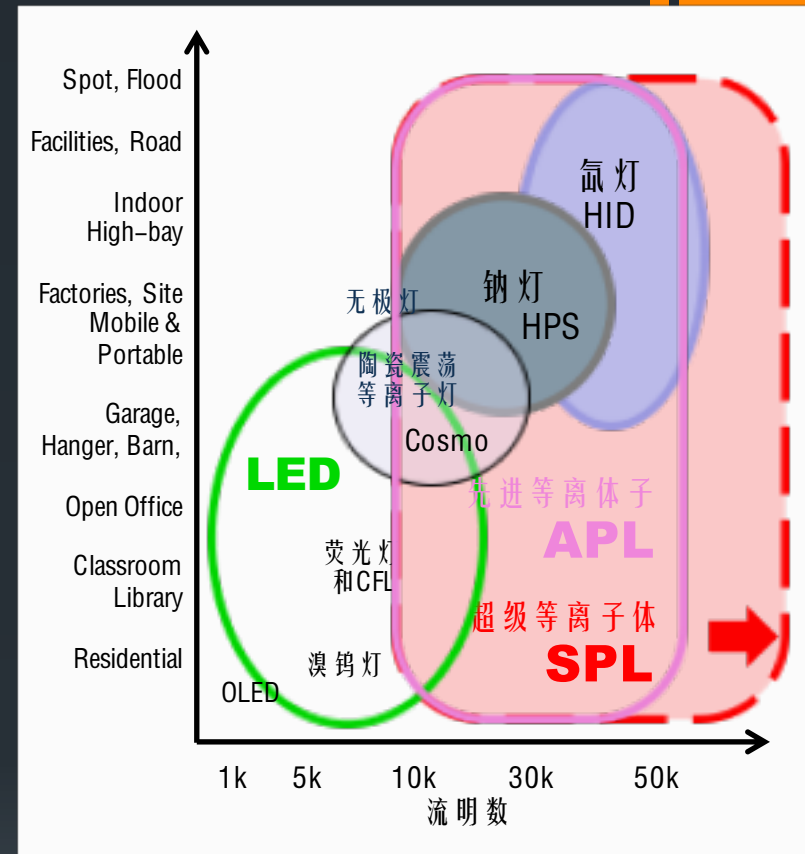 Spot, Flood
Facilities, Road
Indoor
High-bay
Factories, Site
Mobile &
Portable
Garage,
Hanger, Barn,
Open Office
Classroom
Library
Residential
氙灯
HID
钠灯
HPS
无极灯
陶瓷震荡
等离子灯
Cosmo
LED
先进等离体子
APL
荧光灯
和CFL
超级等离子体
SPL
溴钨灯
OLED
1k 5k 10k 30k 50k
流明数